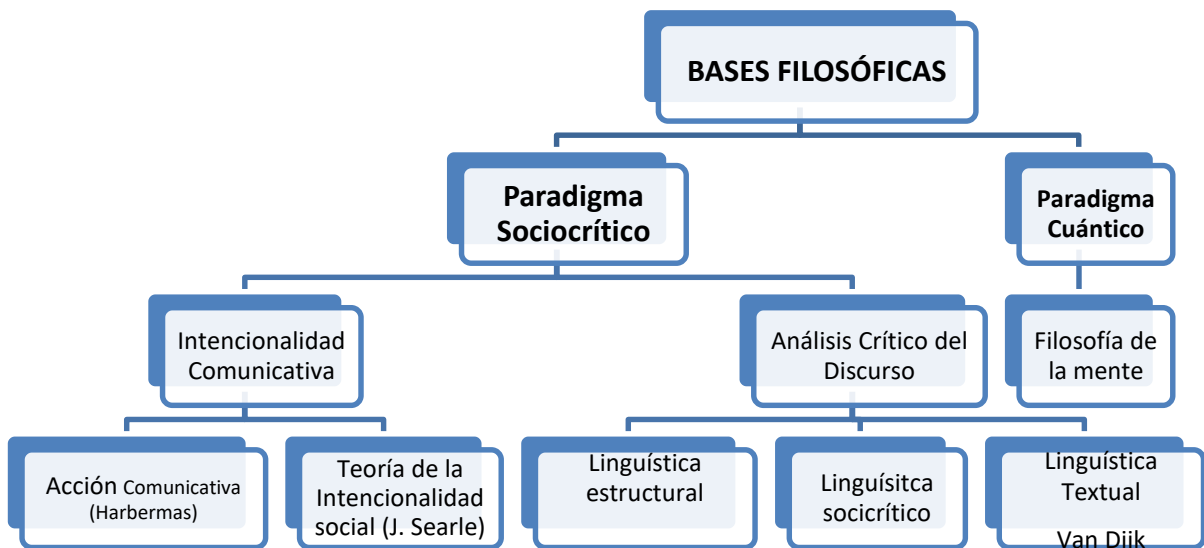 BASES FILOSÓFICAS
Paradigma
Sociocrítico
Paradigma
Cuántico
Intencionalidad
Comunicativa
Análisis Crítico del
Discurso
Filosofía de
la mente
Acción Comunicativa
(Harbermas)
Teoría de la
Intencionalidad
social (J. Searle)
Linguística
estructural
Linguísitca
socicrítico
Linguística
Textual
Van Dijk